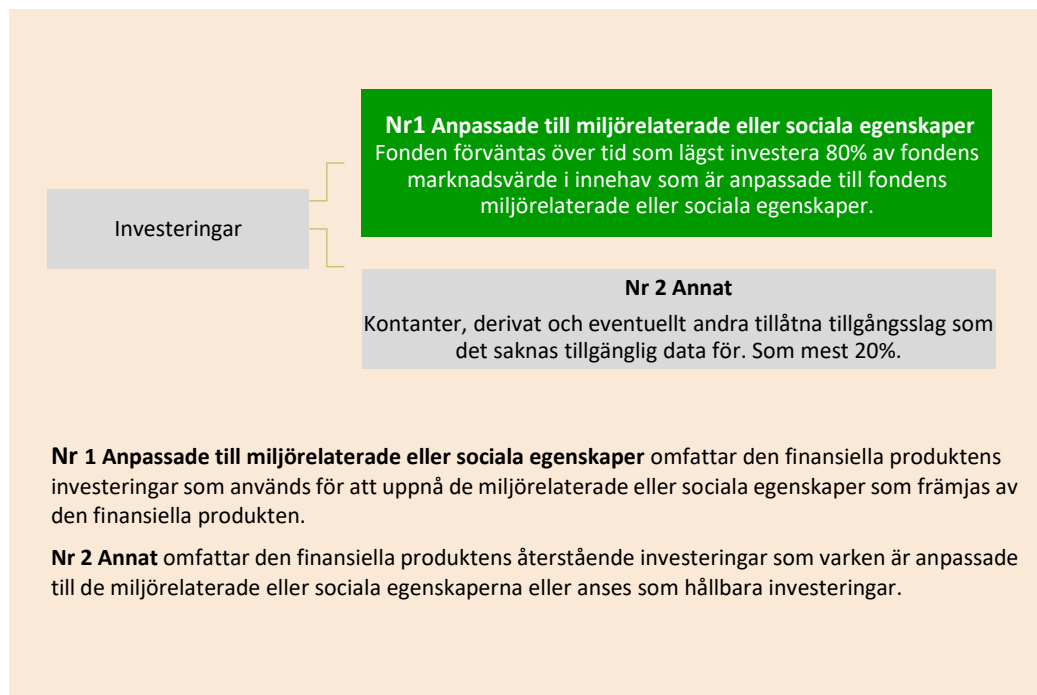 Nr1 Anpassade till miljörelaterade eller sociala egenskaper
Fonden förväntas över tid som lägst investera 80% av fondens
marknadsvärde i innehav som är anpassade till fondens
miljörelaterade eller sociala egenskaper.
Investeringar
Nr 2 Annat
Kontanter, derivat och eventuellt andra tillåtna tillgångsslag som
det saknas tillgänglig data för. Som mest 20%.
Nr 1 Anpassade till miljörelaterade eller sociala egenskaper omfattar den finansiella produktens
investeringar som används för att uppnå de miljörelaterade eller sociala egenskaper som främjas av
den finansiella produkten.
Nr 2 Annat omfattar den finansiella produktens återstående investeringar som varken är anpassade
till de miljörelaterade eller sociala egenskaperna eller anses som hållbara investeringar.